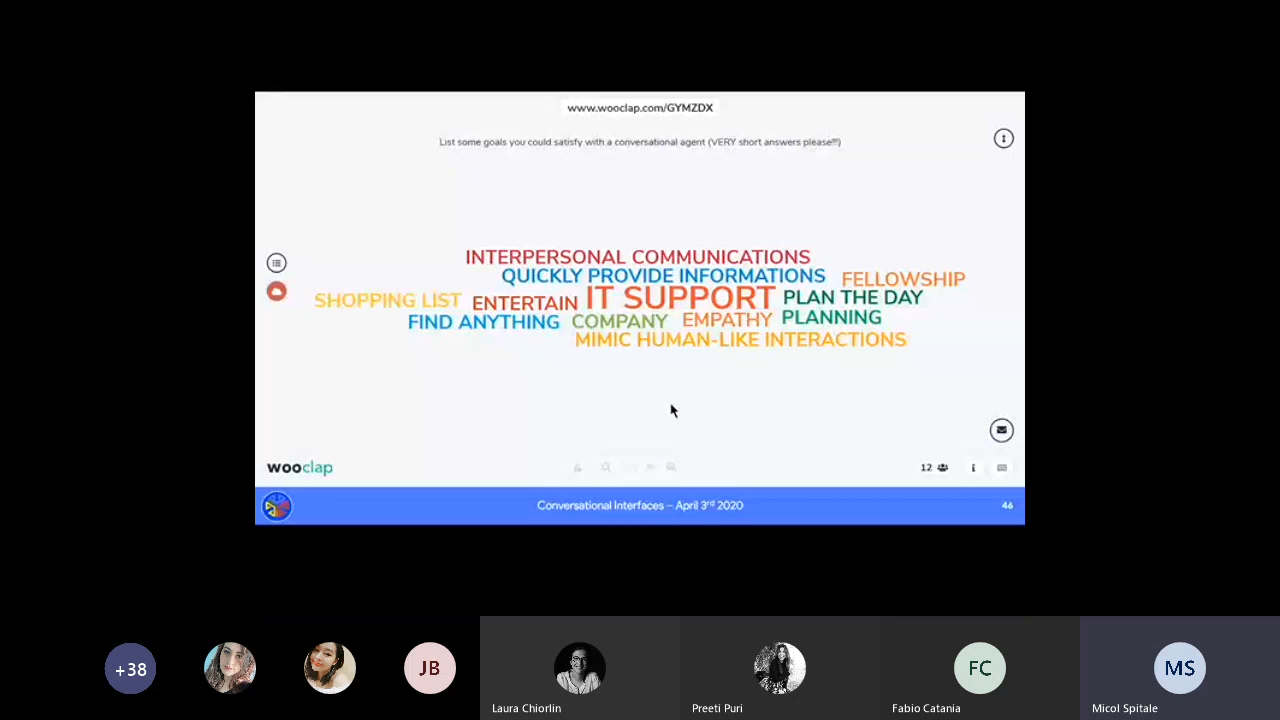 www.wooclap.com/GYMZDX
List some goals you could satisfy with a conversational agent (VERY short answers please!!!)
INTERPERSONAL COMMUNICATIONS
QUICKLY PROVIDE INFORMATIONS FELLOWSHIP
SHOPPING LIST ENTERTAIN IT SUPPORT PLAN THE DAY
FIND ANYTHING COMPANY EMPATHY PLANNING
MIMIC HUMAN-LIKE INTERACTIONS
wooclap 12
Conversational Interfaces – April 3rd 2020 46
+38 JB FC MS
Laura Chiorlin Preeti Puri Fabio Catania Micol Spitale